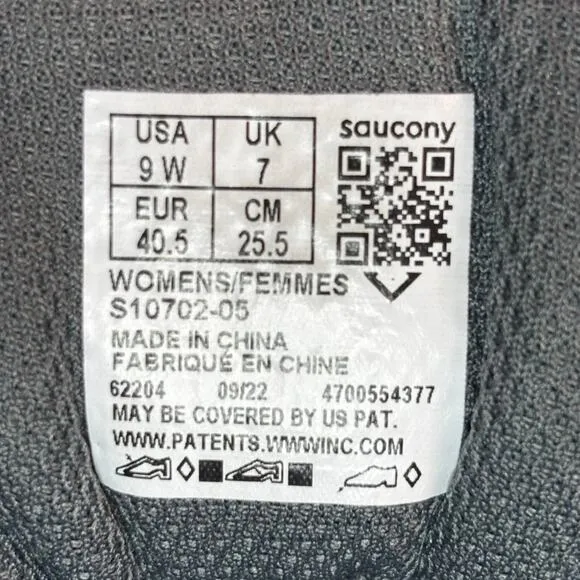 USA UK
9 W 7
EUR CM
40.5 25.5
saucony
WOMENS/FEMMES
S10702-05
MADE IN CHINA
FABRIQUÉ EN CHINE
62204 09/22 4700554377
MAY BE COVERED BY US PAT.
WWW.PATENTS.WWWINC.COM